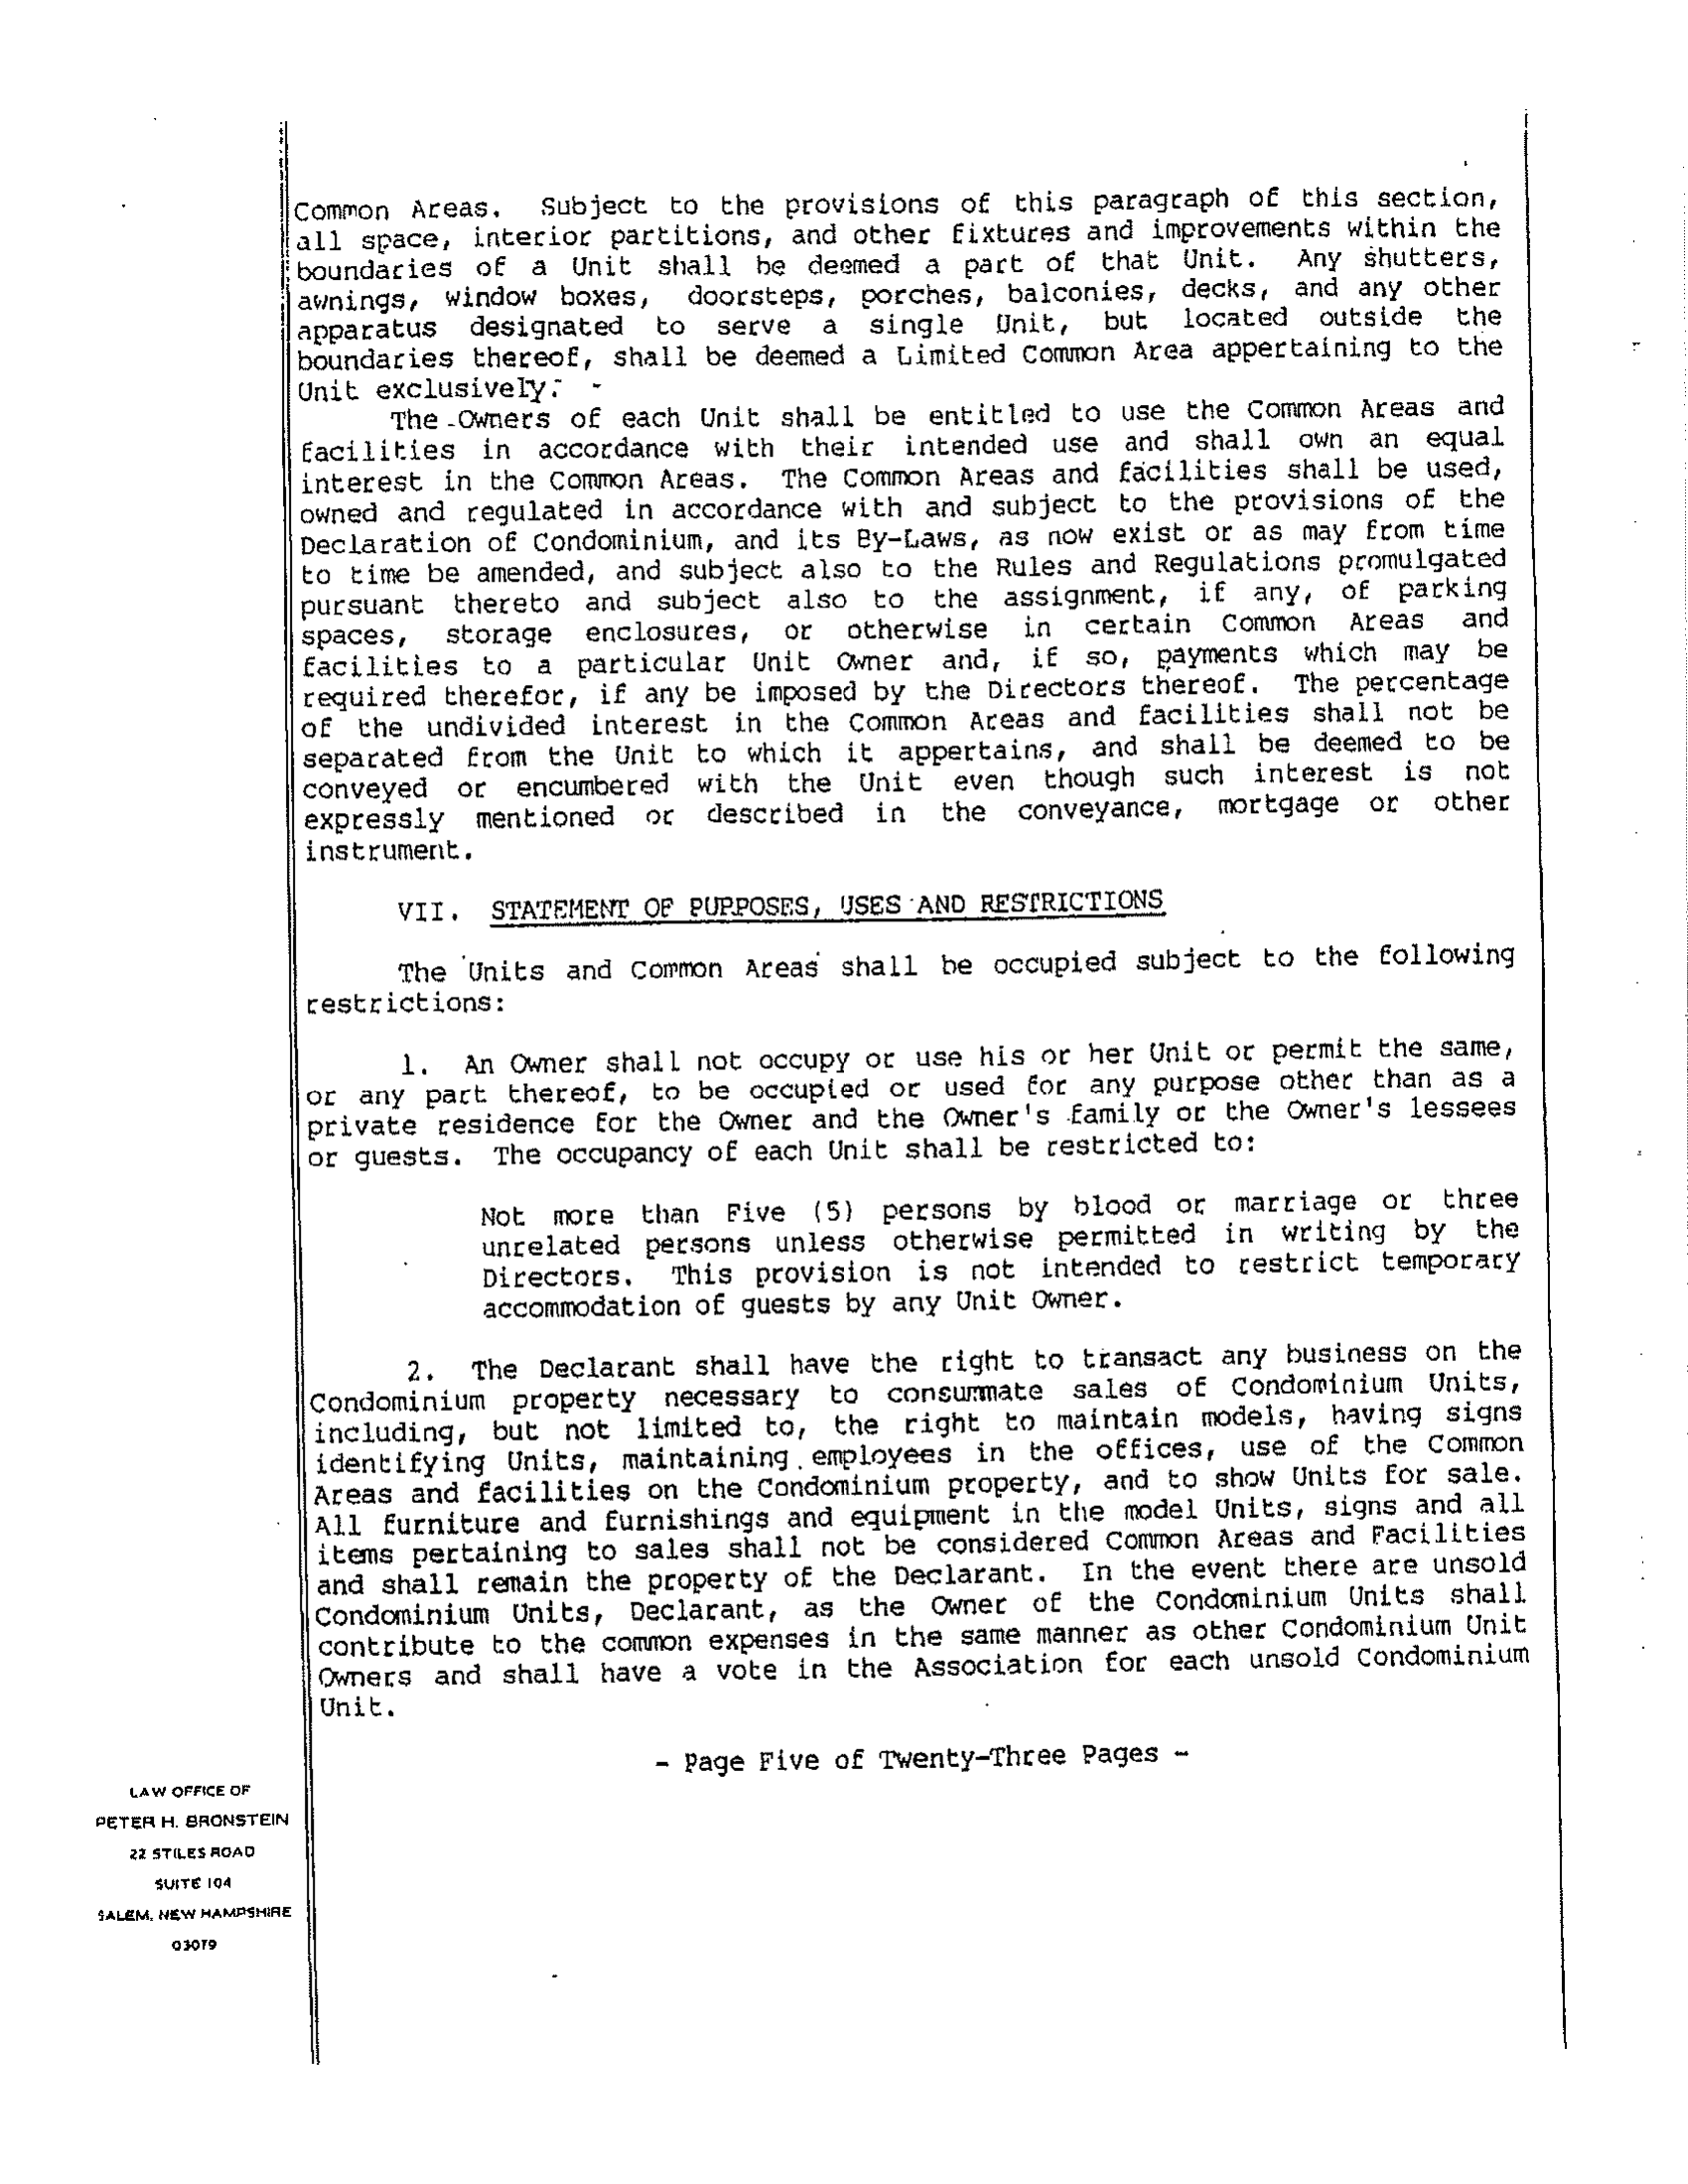 Common Areas. Subject to the provisions of this paragraph of this section,
all space, interior partitions, and other fixtures and improvements within the
boundaries of a Unit shall be deemed a part of that Unit. Any shutters,
awnings, window boxes, doorsteps, porches, balconies, decks, and any other
apparatus designated to serve a single Unit, but located outside the
boundaries thereof, shall be deemed a Limited Common Area appertaining to the
Unit exclusively.
The Owners of each Unit shall be entitled to use the Common Areas and
facilities in accordance with their intended use and shall own an equal
interest in the Common Areas. The Common Areas and facilities shall be used,
owned and regulated in accordance with and subject to the provisions of the
Declaration of Condominium, and its By-Laws, as now exist or as may from time
to time be amended, and subject also to the Rules and Regulations promulgated
pursuant thereto and subject also to the assignment, if any, of parking
spaces, storage enclosures, or otherwise in certain Common Areas and
facilities to a particular Unit Owner and, if so, payments which may be
required therefor, if any be imposed by the Directors thereof. The percentage
of the undivided interest in the Common Areas and facilities shall not be
separated from the Unit to which it appertains, and shall be deemed to be
conveyed or encumbered with the Unit even though such interest is not
expressly mentioned or described in the conveyance, mortgage or other
instrument.
VII. STATEMENT OF PURPOSES, USES AND RESTRICTIONS
The Units and Common Areas shall be occupied subject to the following
restrictions:
1. An Owner shall not occupy or use his or her Unit or permit the same,
or any part thereof, to be occupied or used for any purpose other than as a
private residence for the Owner and the Owner's family or the Owner's lessees
or guests. The occupancy of each Unit shall be restricted to:
Not more than Five (5) persons by blood or marriage or three
unrelated persons unless otherwise permitted in writing by the
Directors. This provision is not intended to restrict temporary
accommodation of guests by any Unit Owner.
2. The Declarant shall have the right to transact any business on the
Condominium property necessary to consummate sales of Condominium Units,
including, but not limited to, the right to maintain models, having signs
identifying Units, maintaining employees in the offices, use of the Common
Areas and facilities on the Condominium property, and to show Units for sale.
All furniture and furnishings and equipment in the model Units, signs and all
items pertaining to sales shall not be considered Common Areas and Facilities
and shall remain the property of the Declarant. In the event there are unsold
Condominium Units, Declarant, as the Owner of the Condominium Units shall
contribute to the common expenses in the same manner as other Condominium Unit
Owners and shall have a vote in the Association for each unsold Condominium
Unit.
- Page Five of Twenty-Three Pages -
LAW OFFICE OF
PETER H. BRONSTEIN
22 STILES ROAD
SUITE 104
SALEM, NEW HAMPSHIRE
03079